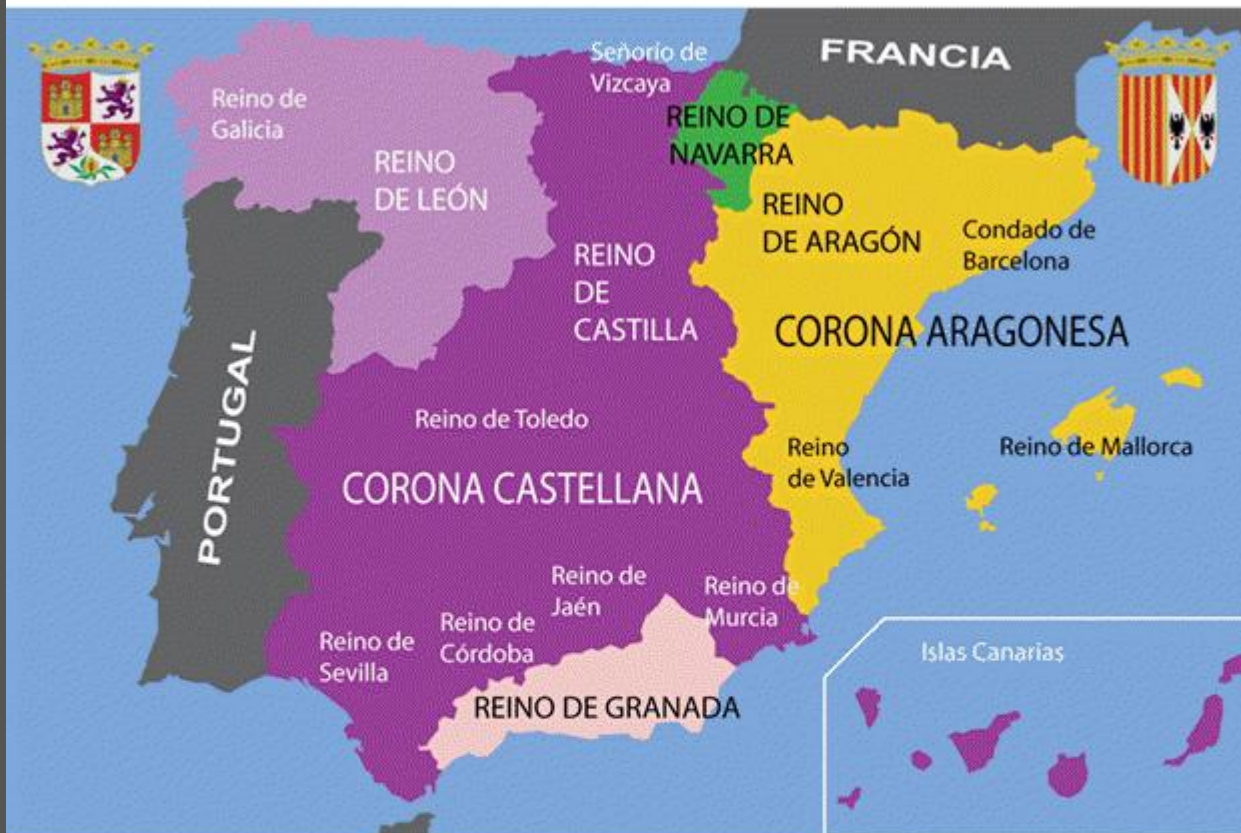 Señorío de
Vizcaya
FRANCIA
Reino de
Galicia
REINO DE
NAVARRA
REINO
DE LEÓN
REINO
DE ARAGÓN
Condado de
Barcelona
REINO
DE
CASTILLA
CORONA ARAGONESA
PORTUGAL
Reino de Toledo
Reino
de Valencia
Reino de Mallorca
CORONA CASTELLANA
Reino de
Jaén
Reino de
Murcia
Reino de
Córdoba
Reino de
Sevilla
REINO DE GRANADA
Islas Canarias